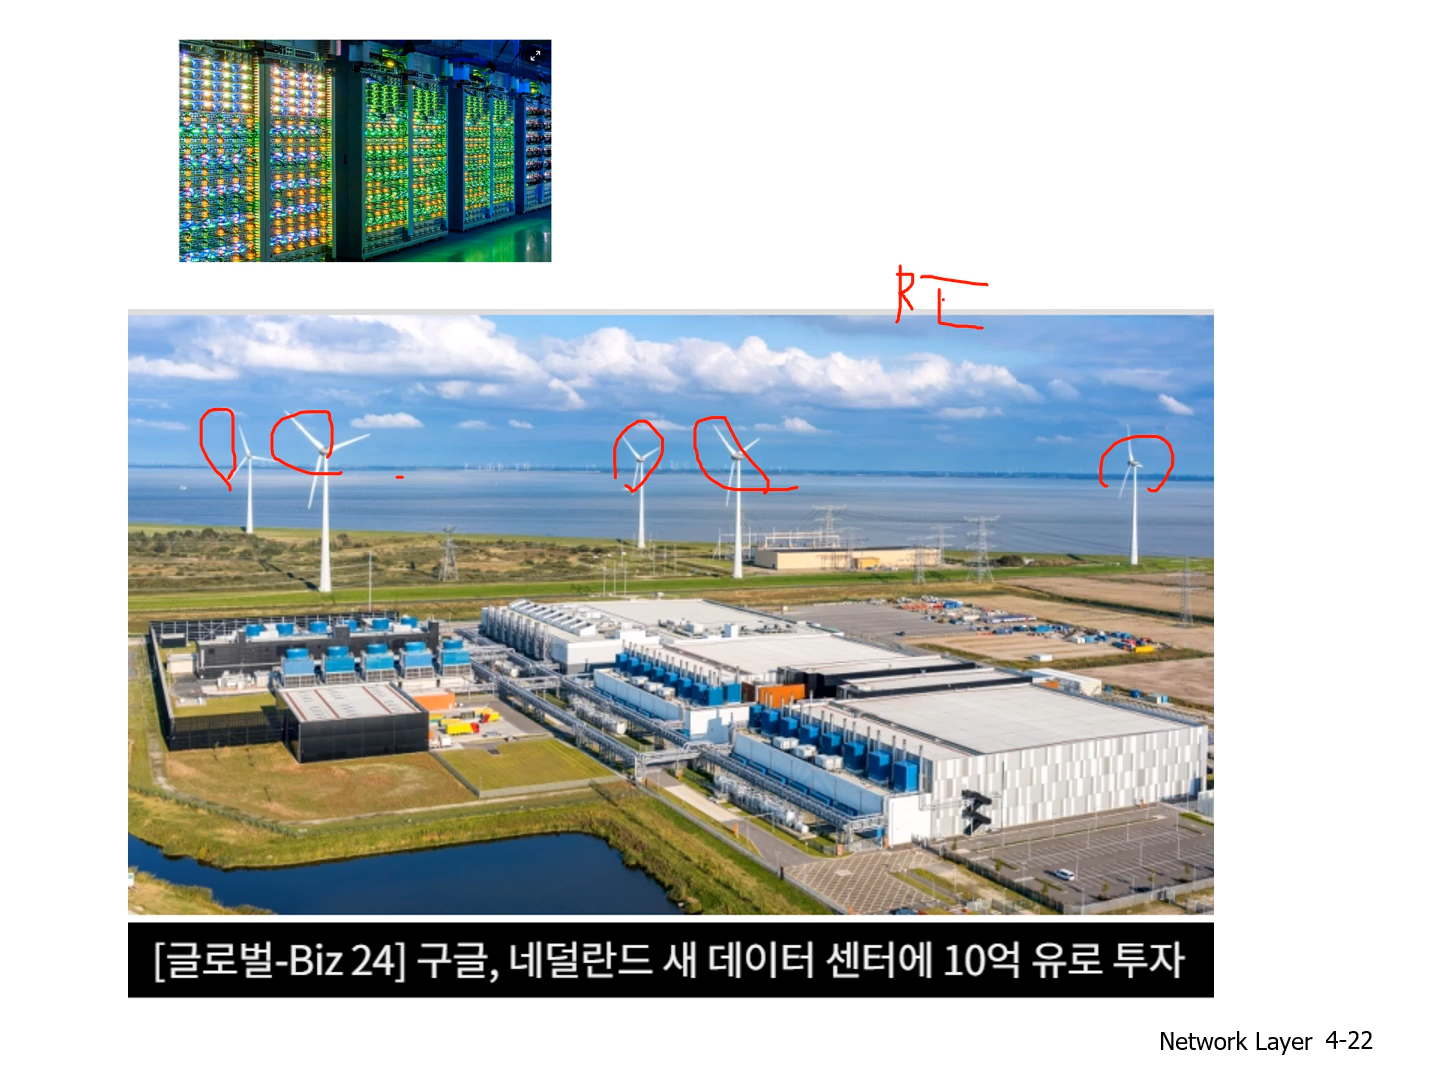 [글로벌-Biz 24] 구글, 네덜란드 새 데이터 센터에 10억 유로 투자
Network Layer 4-22